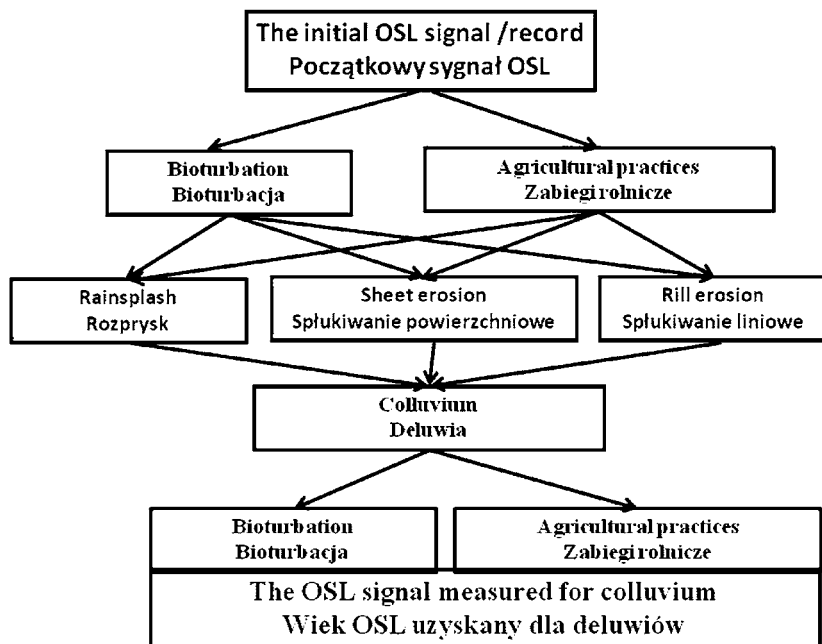 The initial OSL signal /record
Początkowy sygnał OSL
Bioturbation
Bioturbacja
Agricultural practices
Zabiegi rolnicze
Rainsplash
Rozprysk
Sheet erosion
Spłukiwanie powierzchniowe
Rill erosion
Spłukiwanie liniowe
Colluvium
Deluwia
Bioturbation
Bioturbacja
Agricultural practices
Zabiegi rolnicze
The OSL signal measured for colluvium
Wiek OSL uzyskany dla deluwiów